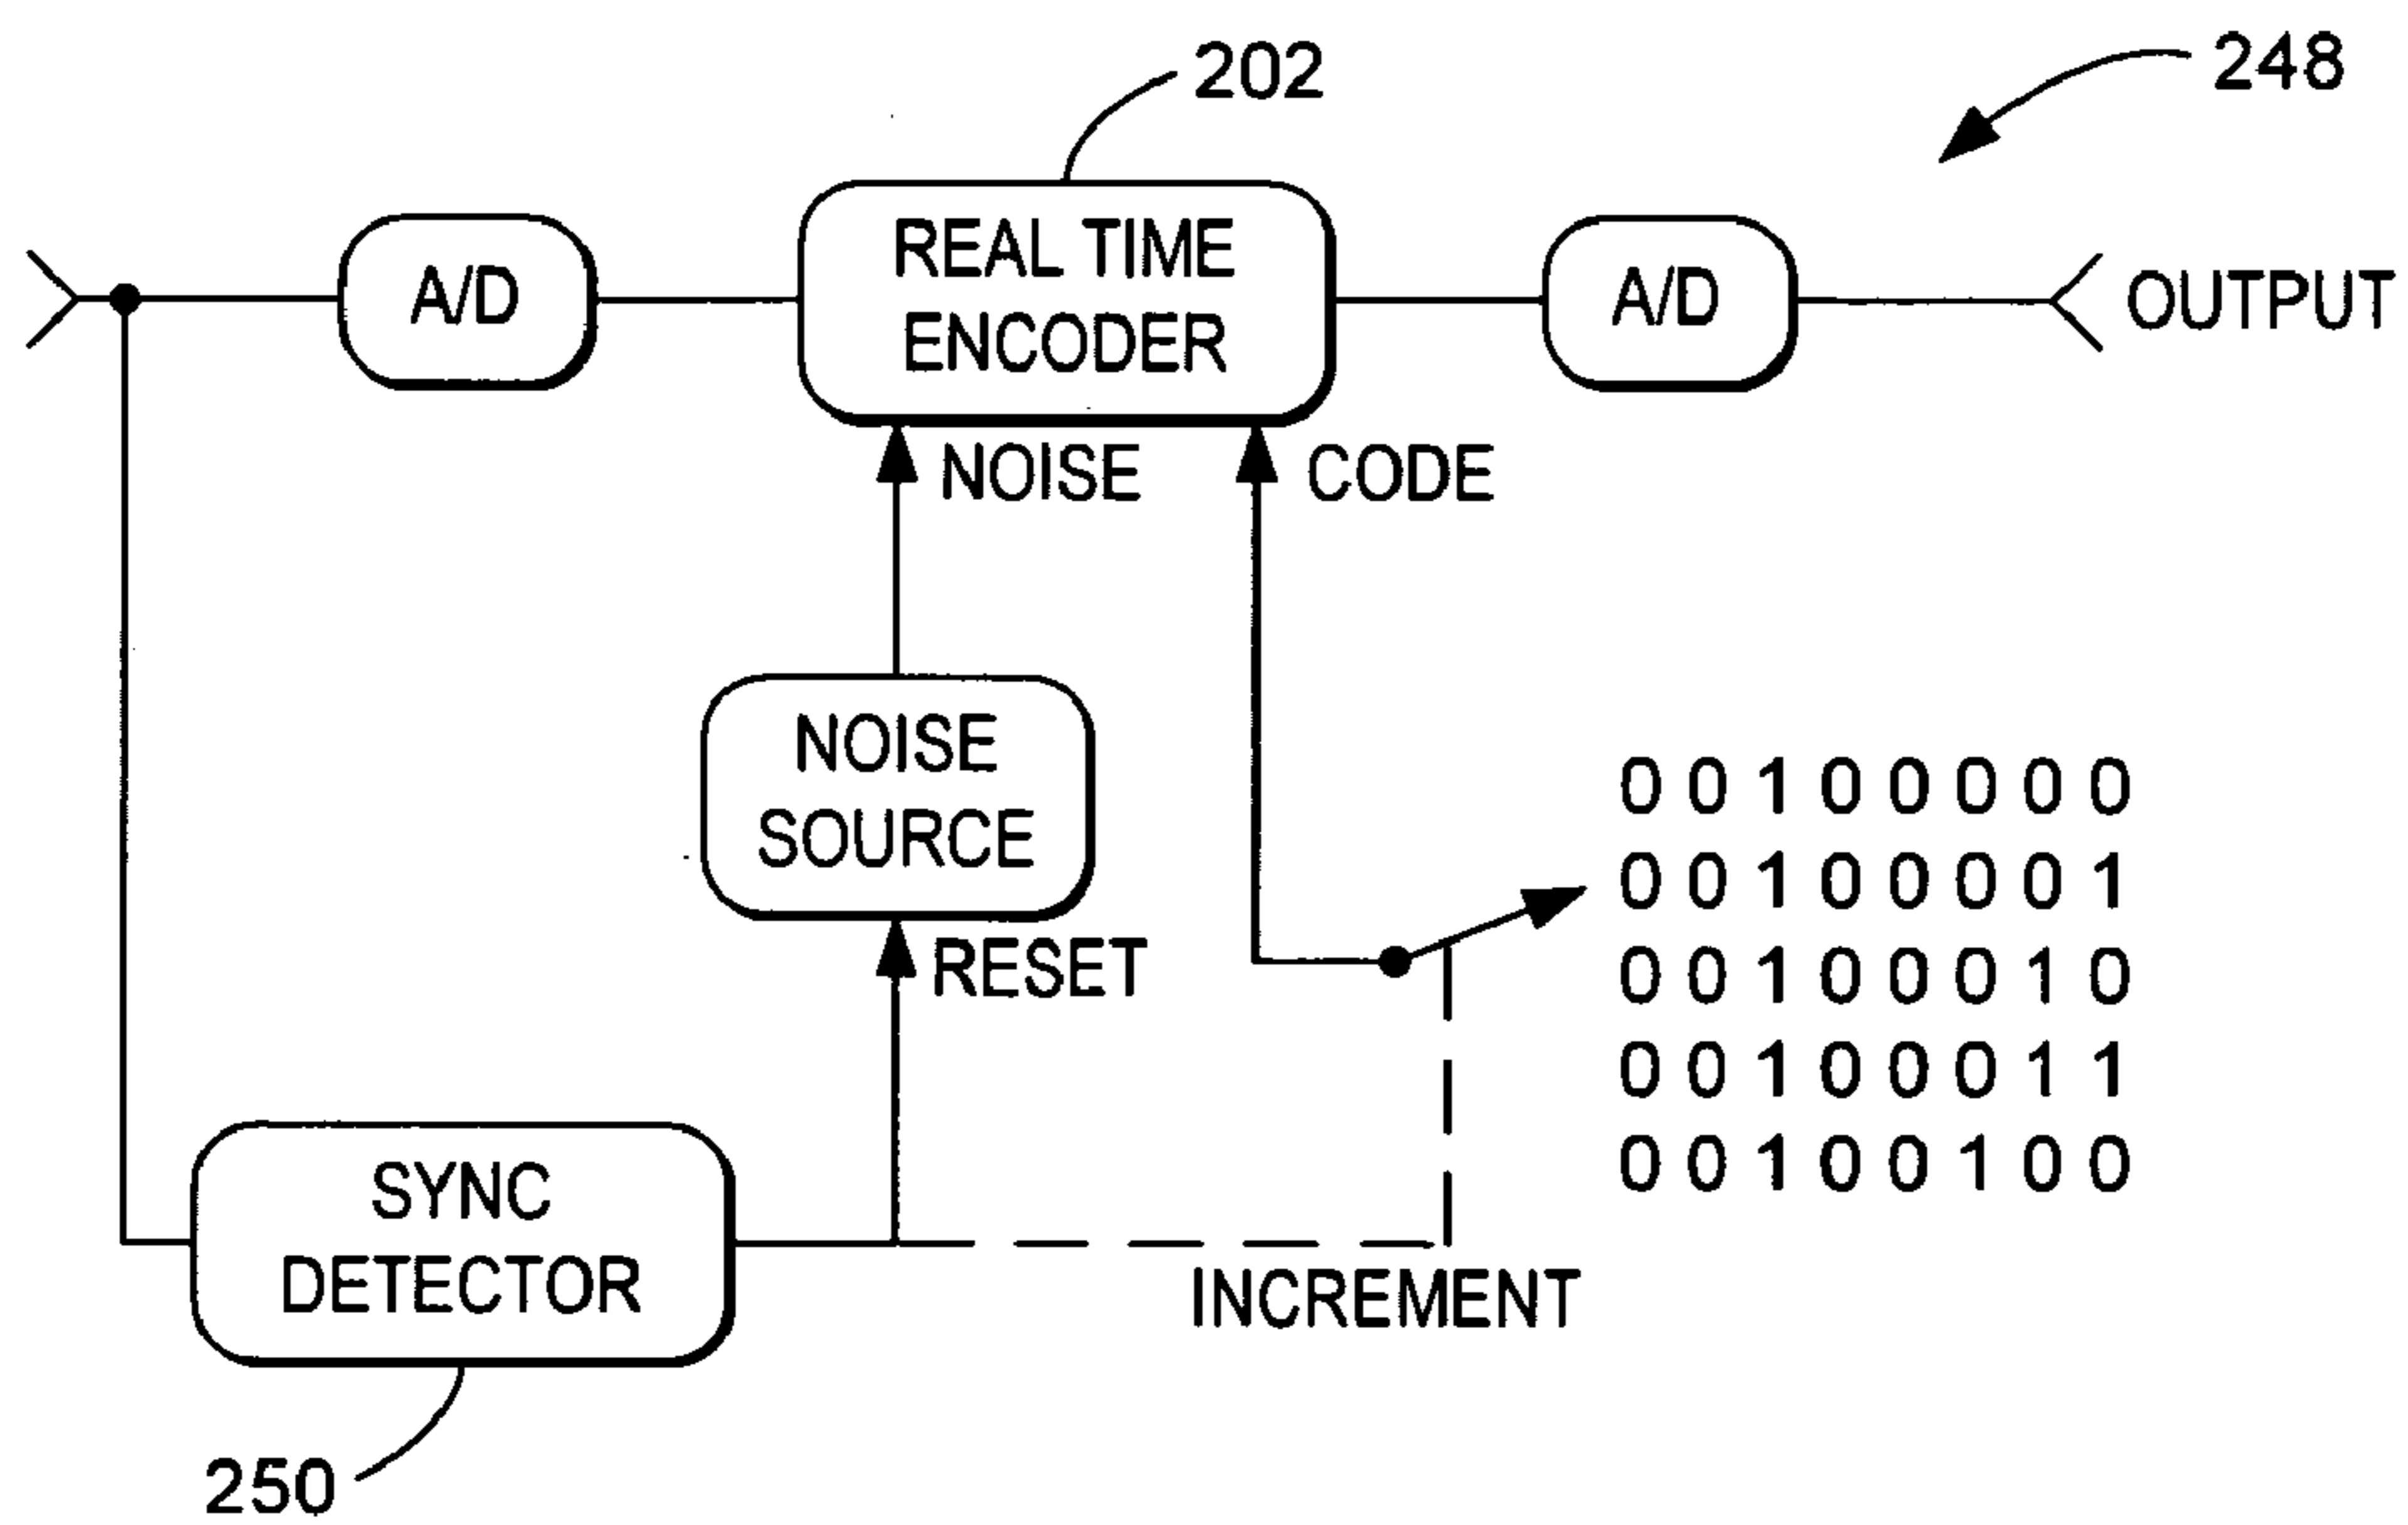 202
248
A/D
REAL TIME
ENCODER
A/D
OUTPUT
NOISE
CODE
NOISE
SOURCE
RESET
0 0 1 0 0 0 0 0
0 0 1 0 0 0 0 1
0 0 1 0 0 0 1 0
0 0 1 0 0 0 1 1
0 0 1 0 0 1 0 0
SYNC
DETECTOR
INCREMENT
250